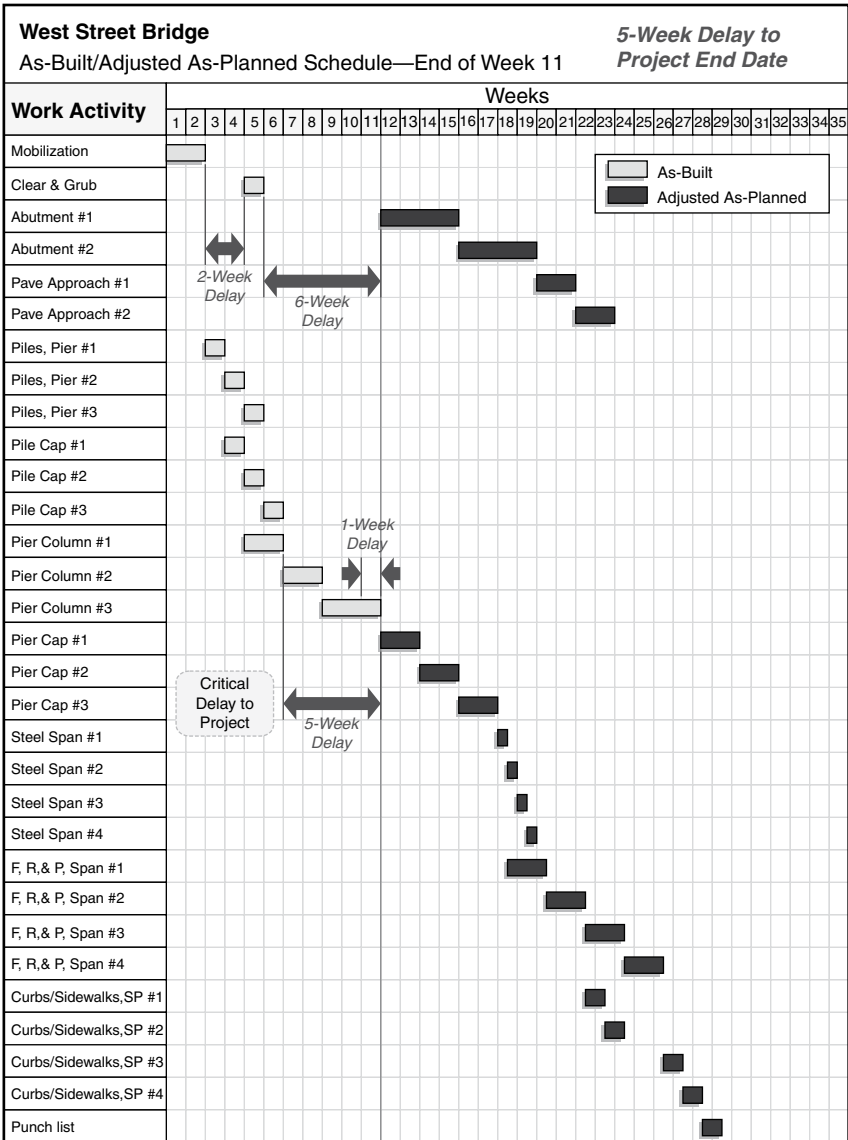 West Street Bridge
As-Built/Adjusted As-Planned Schedule—End of Week 11
5-Week Delay to
Project End Date
Work Activity
Weeks
1 2 3 4 5 6 7 8 9 10 11 12 13 14 15 16 17 18 19 20 21 22 23 24 25 26 27 28 29 30 31 32 33 34 35
As-Built
Adjusted As-Planned
Mobilization
Clear & Grub
Abutment #1
Abutment #2
2-Week
Delay
Pave Approach #1
6-Week
Delay
Pave Approach #2
Piles, Pier #1
Piles, Pier #2
Piles, Pier #3
Pile Cap #1
Pile Cap #2
Pile Cap #3
1-Week
Delay
Pier Column #1
Pier Column #2
Pier Column #3
Pier Cap #1
Pier Cap #2
Critical
Delay to
Project
Pier Cap #3
5-Week
Delay
Steel Span #1
Steel Span #2
Steel Span #3
Steel Span #4
F, R,& P, Span #1
F, R,& P, Span #2
F, R,& P, Span #3
F, R,& P, Span #4
Curbs/Sidewalks,SP #1
Curbs/Sidewalks,SP #2
Curbs/Sidewalks,SP #3
Curbs/Sidewalks,SP #4
Punch list